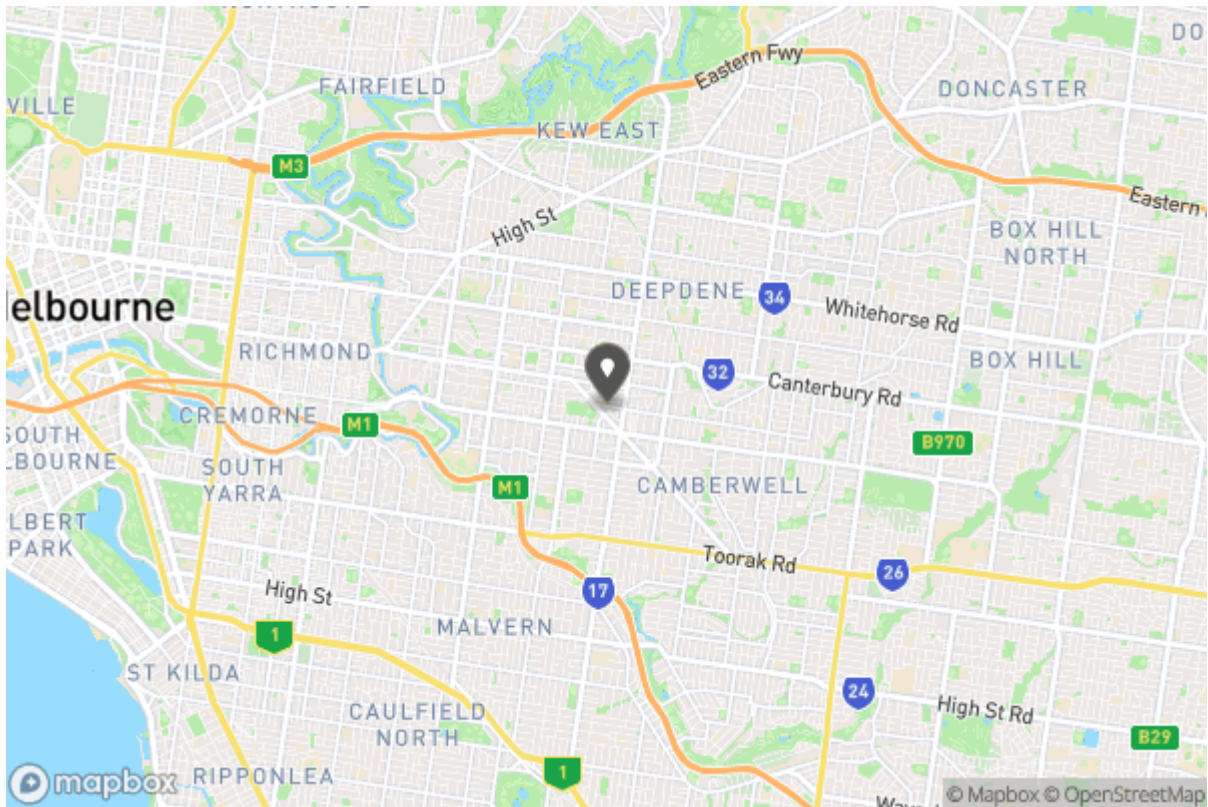 VILLE
FAIRFIELD
Eastern Fwy
DONCASTER
KEW EAST
M3
High St
Eastern
BOX HILL
NORTH
DEEPDENE
34
Whitehorse Rd
elbourne
RICHMOND
BOX HILL
32
Canterbury Rd
CREMORNE
M1
SOUTH
LBOURNE
B970
SOUTH
YARRA
M1
CAMBERWELL
LBERT
PARK
Toorak Rd
26
17
High St
1
MALVERN
ST KILDA
24
High St Rd
CAULFIELD
NORTH
B29
RIPPONLEA
1
mapbox
© Mapbox © OpenStreetMap